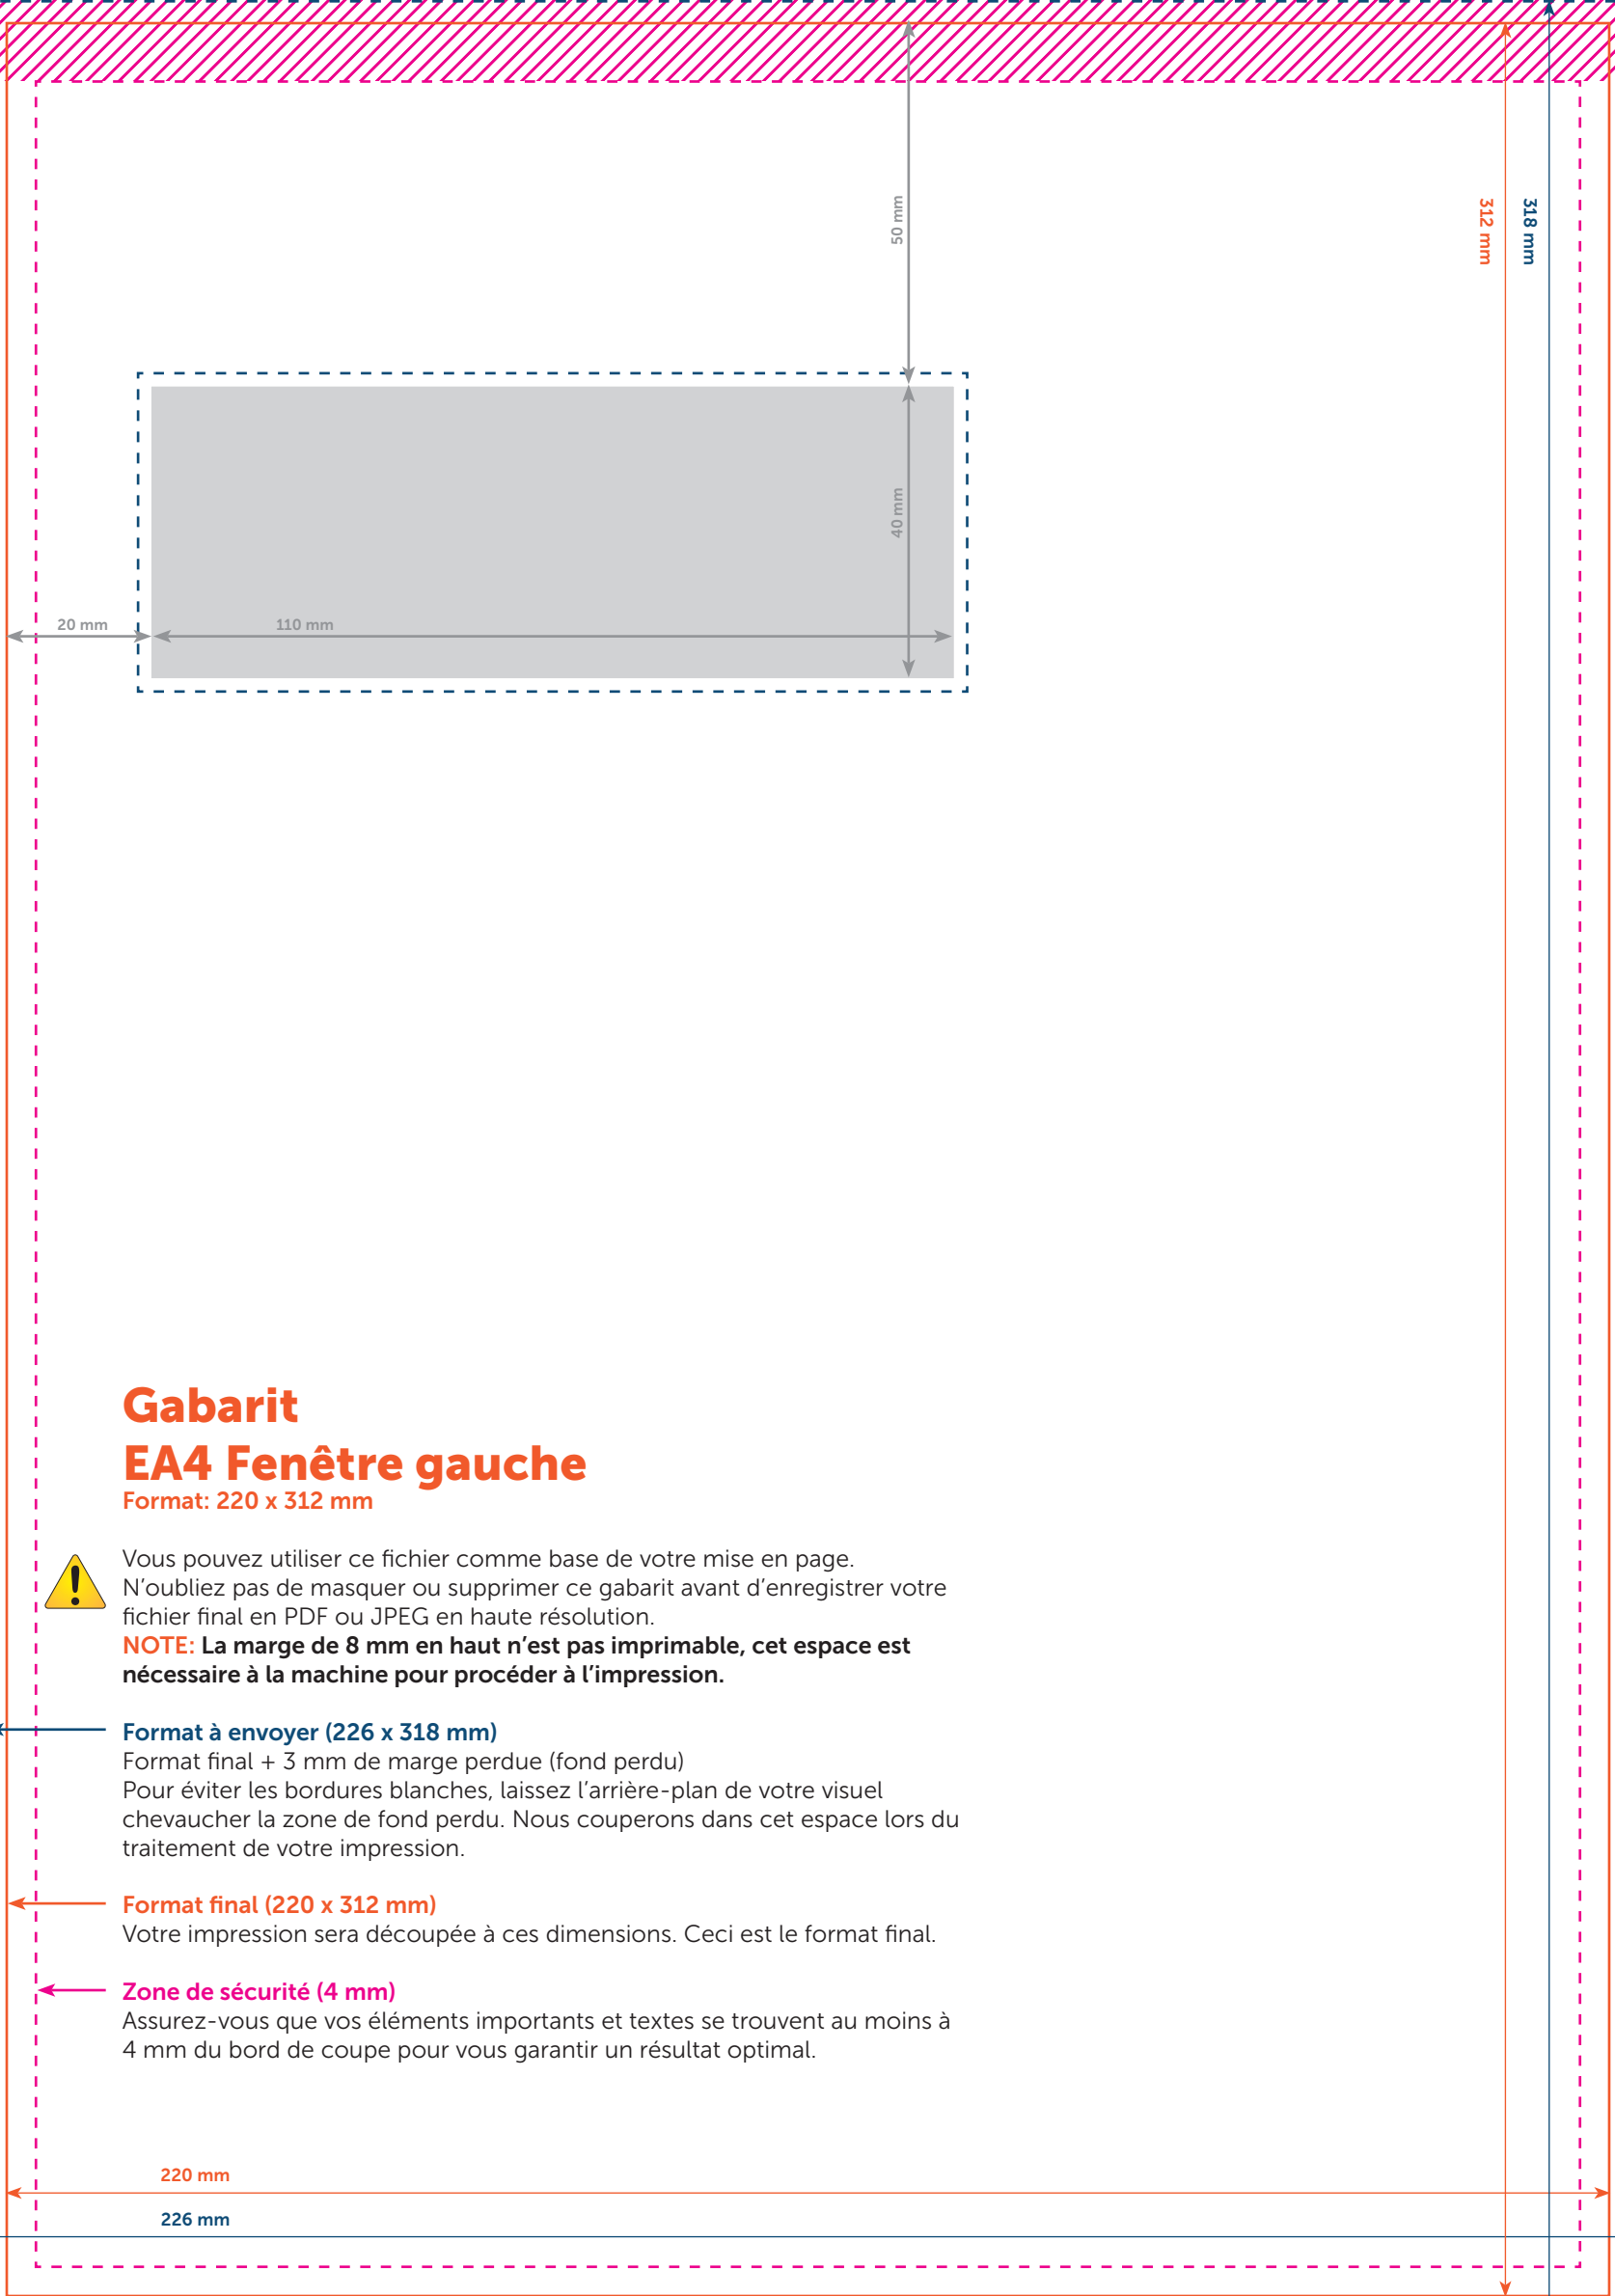 50 mm
312 mm
318 mm
40 mm
20 mm
110 mm
Gabarit
EA4 Fenêtre gauche
Format: 220 x 312 mm
Vous pouvez utiliser ce fichier comme base de votre mise en page.
N’oubliez pas de masquer ou supprimer ce gabarit avant d’enregistrer votre
fichier final en PDF ou JPEG en haute résolution.
NOTE: La marge de 8 mm en haut n’est pas imprimable, cet espace est
nécessaire à la machine pour procéder à l’impression.
Format à envoyer (226 x 318 mm)
Format final + 3 mm de marge perdue (fond perdu)
Pour éviter les bordures blanches, laissez l’arrière-plan de votre visuel
chevaucher la zone de fond perdu. Nous couperons dans cet espace lors du
traitement de votre impression.
Format final (220 x 312 mm)
Votre impression sera découpée à ces dimensions. Ceci est le format final.
Zone de sécurité (4 mm)
Assurez-vous que vos éléments importants et textes se trouvent au moins à
4 mm du bord de coupe pour vous garantir un résultat optimal.
220 mm
226 mm